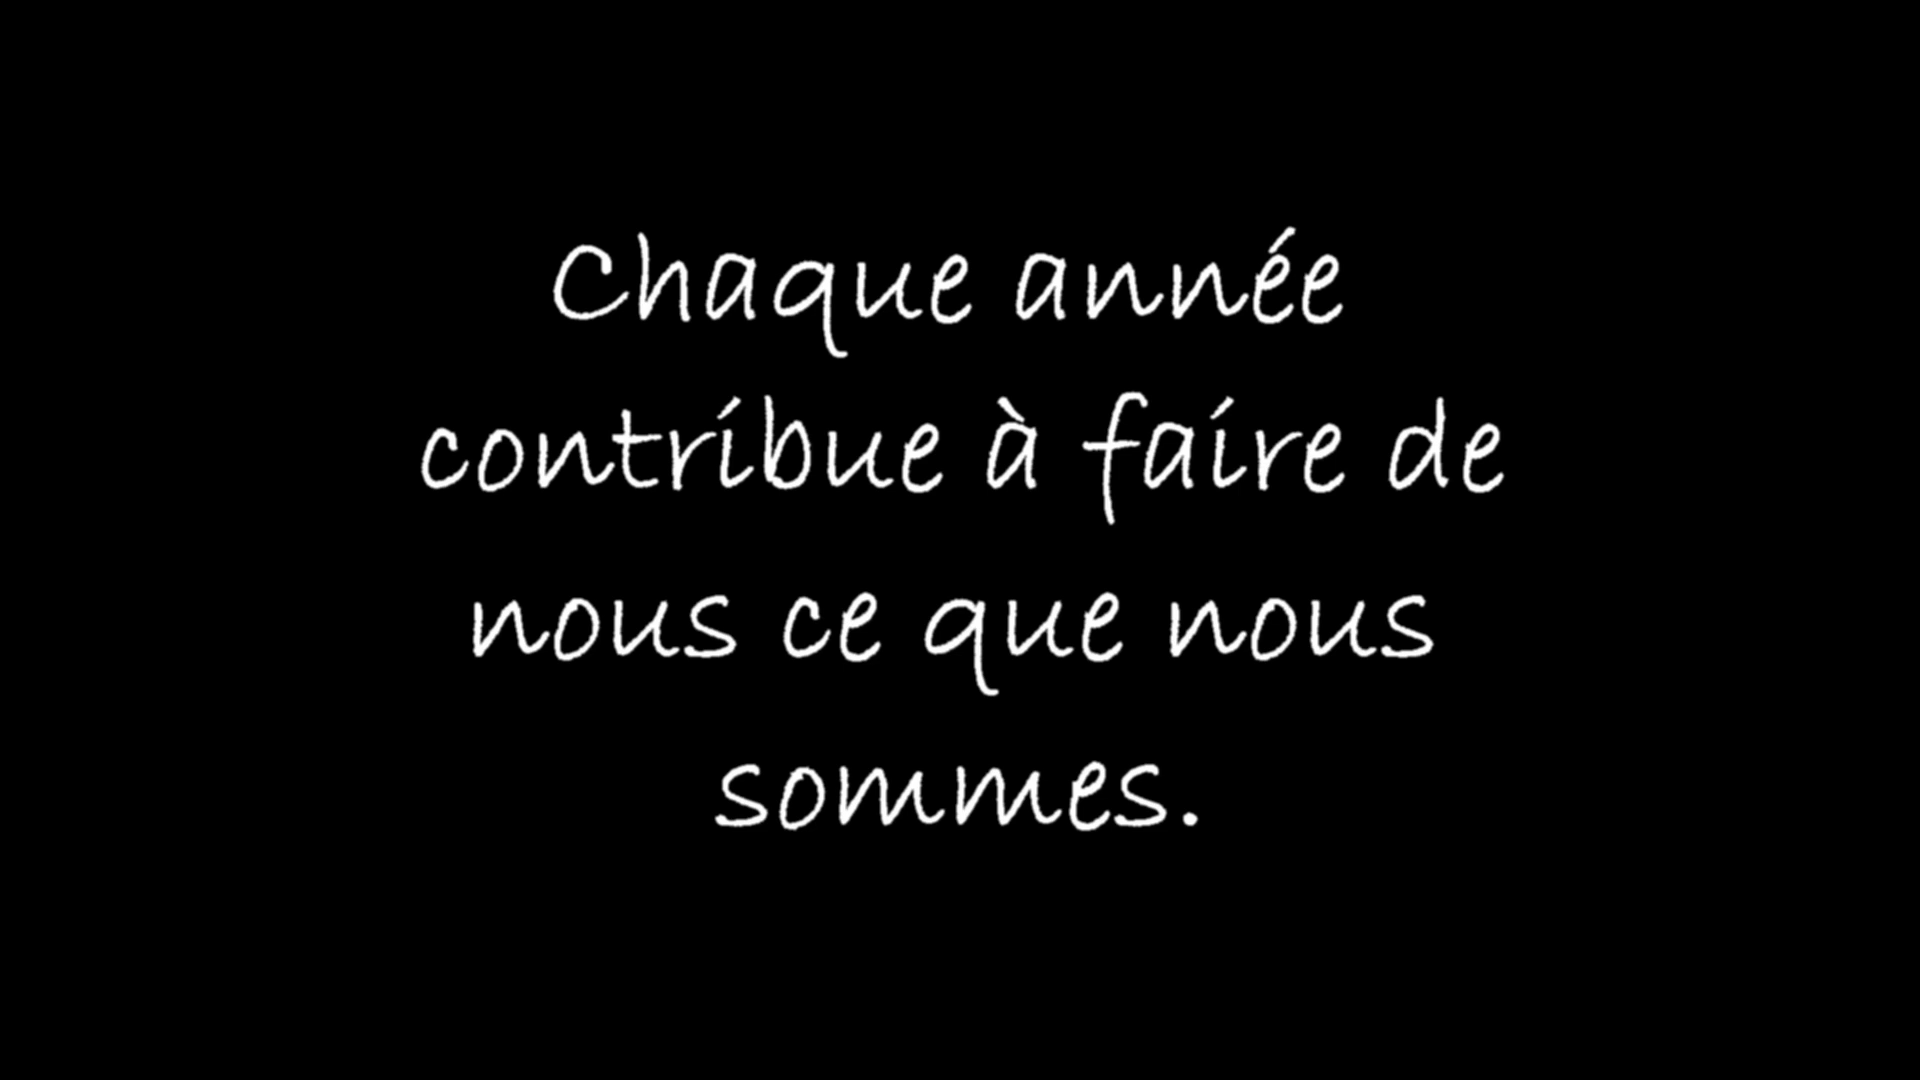 Chaque année
contribue à faire de
nous ce que nous
sommes.